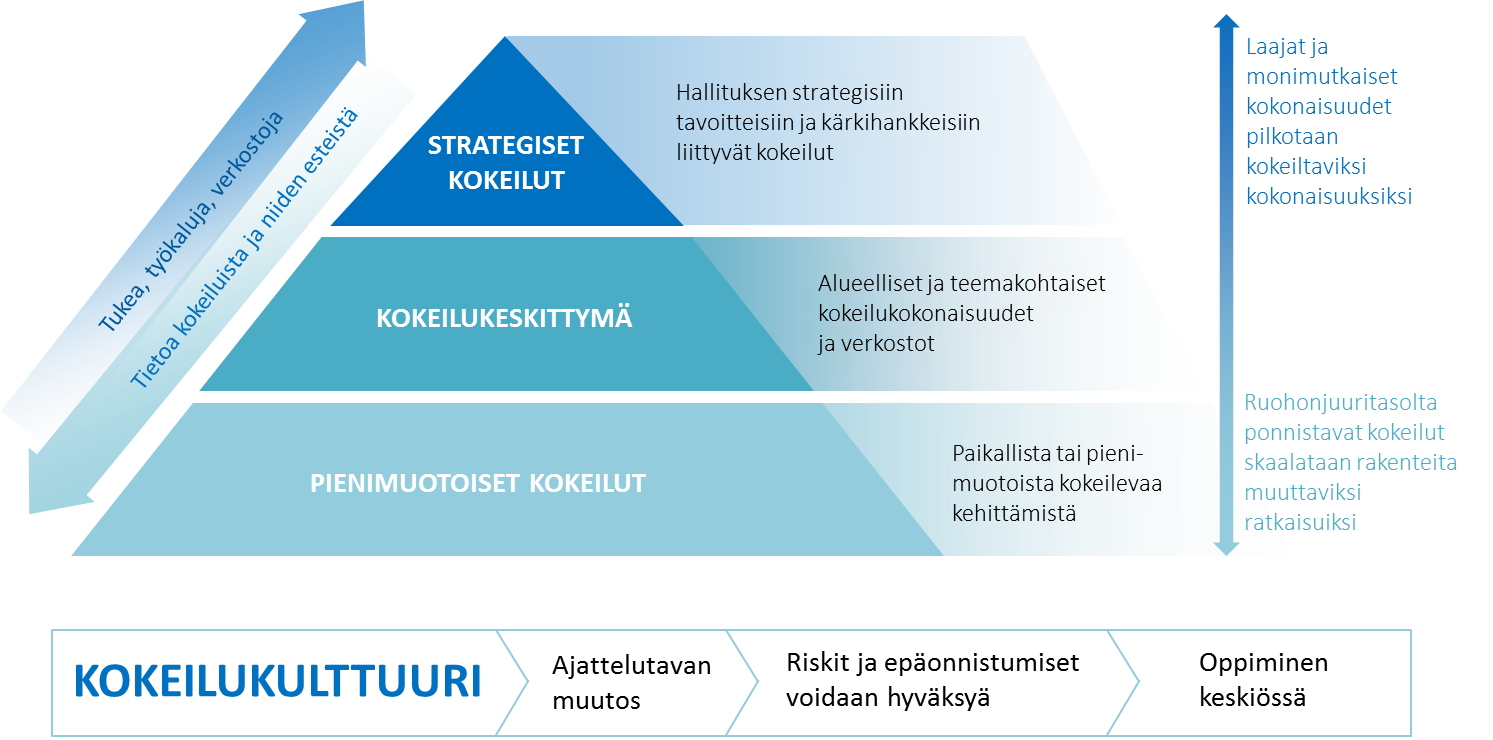 Tukea, työkaluja, verkostoja
Tietoa kokeiluista ja niiden esteistä
STRATEGISET
KOKEILUT
Hallituksen strategisiin
tavoitteisiin ja kärkihankkeisiin
liittyvät kokeilut
Laajat ja
monimutkaiset
kokonaisuudet
pilkotaan
kokeiltaviksi
kokonaisuuksiksi
KOKEILUKESKITTYMÄ
Alueelliset ja teemakohtaiset
kokeilukokonaisuudet
ja verkostot
PIENIMUOTOISET KOKEILUT
Paikallista tai pieni-
muotoista kokeilevaa
kehittämistä
Ruohonjuuritasolta
ponnistavat kokeilut
skaalataan rakenteita
muuttaviksi
ratkaisuiksi
KOKEILUKULTTUURI
Ajattelutavan
muutos
Riskit ja epäonnistumiset
voidaan hyväksyä
Oppiminen
keskiössä